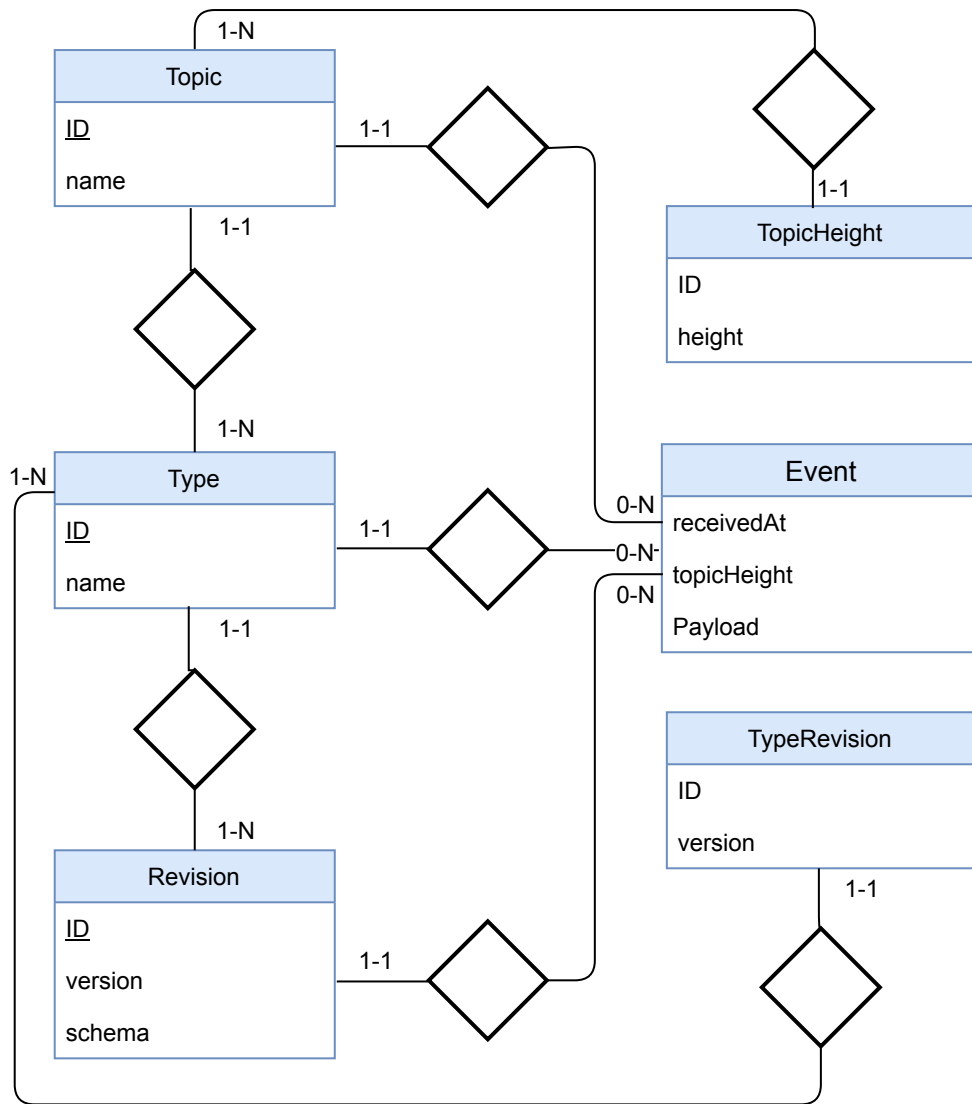 1-N
Topic
ID
name
1-1
1-1
1-1
TopicHeight
ID
height
1-N
1-N
Type
ID
name
1-1
1-1
0-N
0-N
0-N
Event
receivedAt
topicHeight
Payload
TypeRevision
ID
version
1-1
1-N
Revision
ID
version
schema
1-1